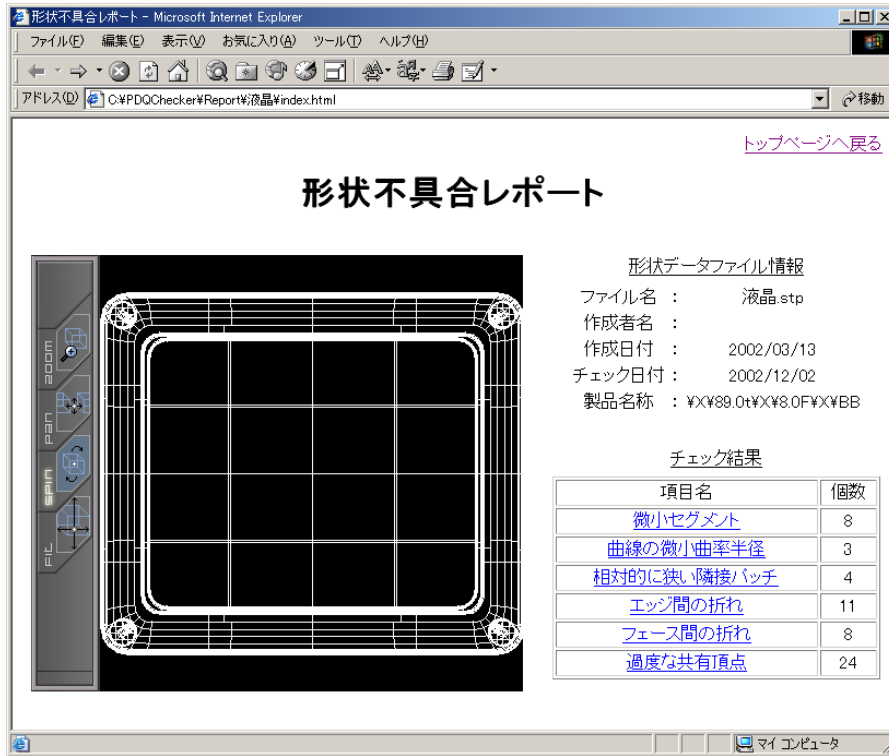 形状不具合レポート - Microsoft Internet Explorer
ファイル(F) 編集(E) 表示(V) お気に入り(A) ツール(T) ヘルプ(H)
アドレス(D) C:¥PDQChecker¥Report¥液晶¥index.html 移動
トップページへ戻る
形状不具合レポート
zoom
pan
spin
fit
形状データファイル情報
ファイル名 : 液晶.stp
作成者名 :
作成日付 : 2002/03/13
チェック日付 : 2002/12/02
製品名称 : ¥X¥89.0t¥X¥8.0F¥X¥BB
チェック結果
項目名 個数
微小セグメント 8
曲線の微小曲率半径 3
相対的に狭い隣接パッチ 4
エッジ間の折れ 11
フェース間の折れ 8
過度な共有頂点 24
マイ コンピュータ